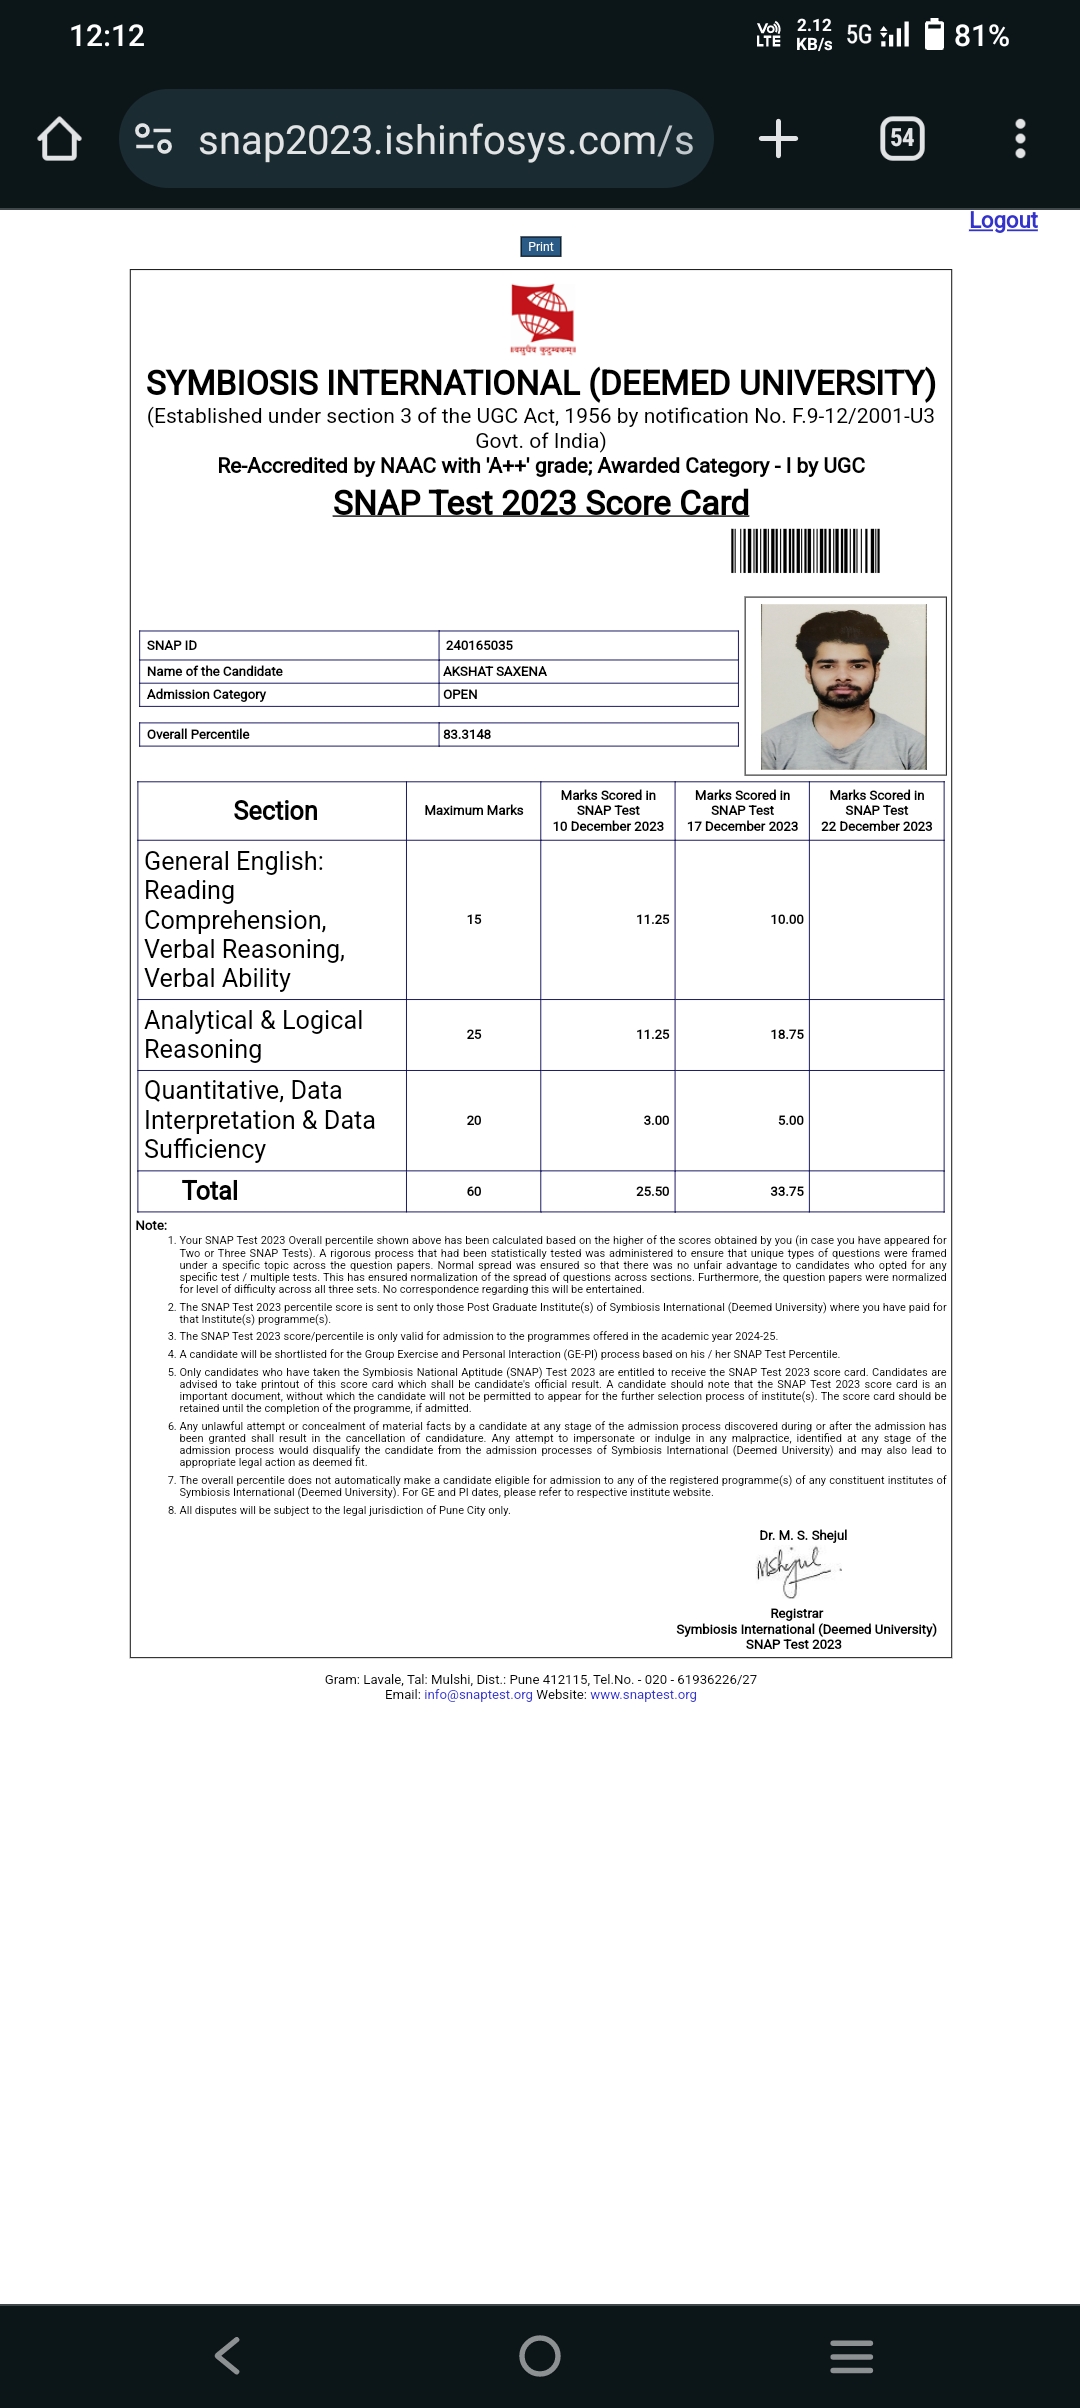 12:12
Vo) LTE 2.12 KB/s 5G 81%
snap2023.ishinfosys.com/s
54
Logout
Print
।।वसुधैव कुटुम्बकम्।।
SYMBIOSIS INTERNATIONAL (DEEMED UNIVERSITY)
(Established under section 3 of the UGC Act, 1956 by notification No. F.9-12/2001-U3
Govt. of India)
Re-Accredited by NAAC with 'A++' grade; Awarded Category - I by UGC
SNAP Test 2023 Score Card
SNAP ID 240165035
Name of the Candidate AKSHAT SAXENA
Admission Category OPEN
Overall Percentile 83.3148
Section Maximum Marks Marks Scored in SNAP Test 10 December 2023 Marks Scored in SNAP Test 17 December 2023 Marks Scored in SNAP Test 22 December 2023
General English:
Reading
Comprehension,
Verbal Reasoning,
Verbal Ability
15 11.25 10.00
Analytical & Logical
Reasoning
25 11.25 18.75
Quantitative, Data
Interpretation & Data
Sufficiency
20 3.00 5.00
Total 60 25.50 33.75
Note:
1. Your SNAP Test 2023 Overall percentile shown above has been calculated based on the higher of the scores obtained by you (in case you have appeared for
Two or Three SNAP Tests). A rigorous process that had been statistically tested was administered to ensure that unique types of questions were framed
under a specific topic across the question papers. Normal spread was ensured so that there was no unfair advantage to candidates who opted for any
specific test / multiple tests. This has ensured normalization of the spread of questions across sections. Furthermore, the question papers were normalized
for level of difficulty across all three sets. No correspondence regarding this will be entertained.
2. The SNAP Test 2023 percentile score is sent to only those Post Graduate Institute(s) of Symbiosis International (Deemed University) where you have paid for
that Institute(s) programme(s).
3. The SNAP Test 2023 score/percentile is only valid for admission to the programmes offered in the academic year 2024-25.
4. A candidate will be shortlisted for the Group Exercise and Personal Interaction (GE-PI) process based on his / her SNAP Test Percentile.
5. Only candidates who have taken the Symbiosis National Aptitude (SNAP) Test 2023 are entitled to receive the SNAP Test 2023 score card. Candidates are
advised to take printout of this score card which shall be candidate's official result. A candidate should note that the SNAP Test 2023 score card is an
important document, without which the candidate will not be permitted to appear for the further selection process of institute(s). The score card should be
retained until the completion of the programme, if admitted.
6. Any unlawful attempt or concealment of material facts by a candidate at any stage of the admission process discovered during or after the admission has
been granted shall result in the cancellation of candidature. Any attempt to impersonate or indulge in any malpractice, identified at any stage of the
admission process would disqualify the candidate from the admission processes of Symbiosis International (Deemed University) and may also lead to
appropriate legal action as deemed fit.
7. The overall percentile does not automatically make a candidate eligible for admission to any of the registered programme(s) of any constituent institutes of
Symbiosis International (Deemed University). For GE and PI dates, please refer to respective institute website.
8. All disputes will be subject to the legal jurisdiction of Pune City only.
Dr. M. S. Shejul
MShejul
Registrar
Symbiosis International (Deemed University)
SNAP Test 2023
Gram: Lavale, Tal: Mulshi, Dist.: Pune 412115, Tel.No. - 020 - 61936226/27
Email: info@snaptest.org Website: www.snaptest.org